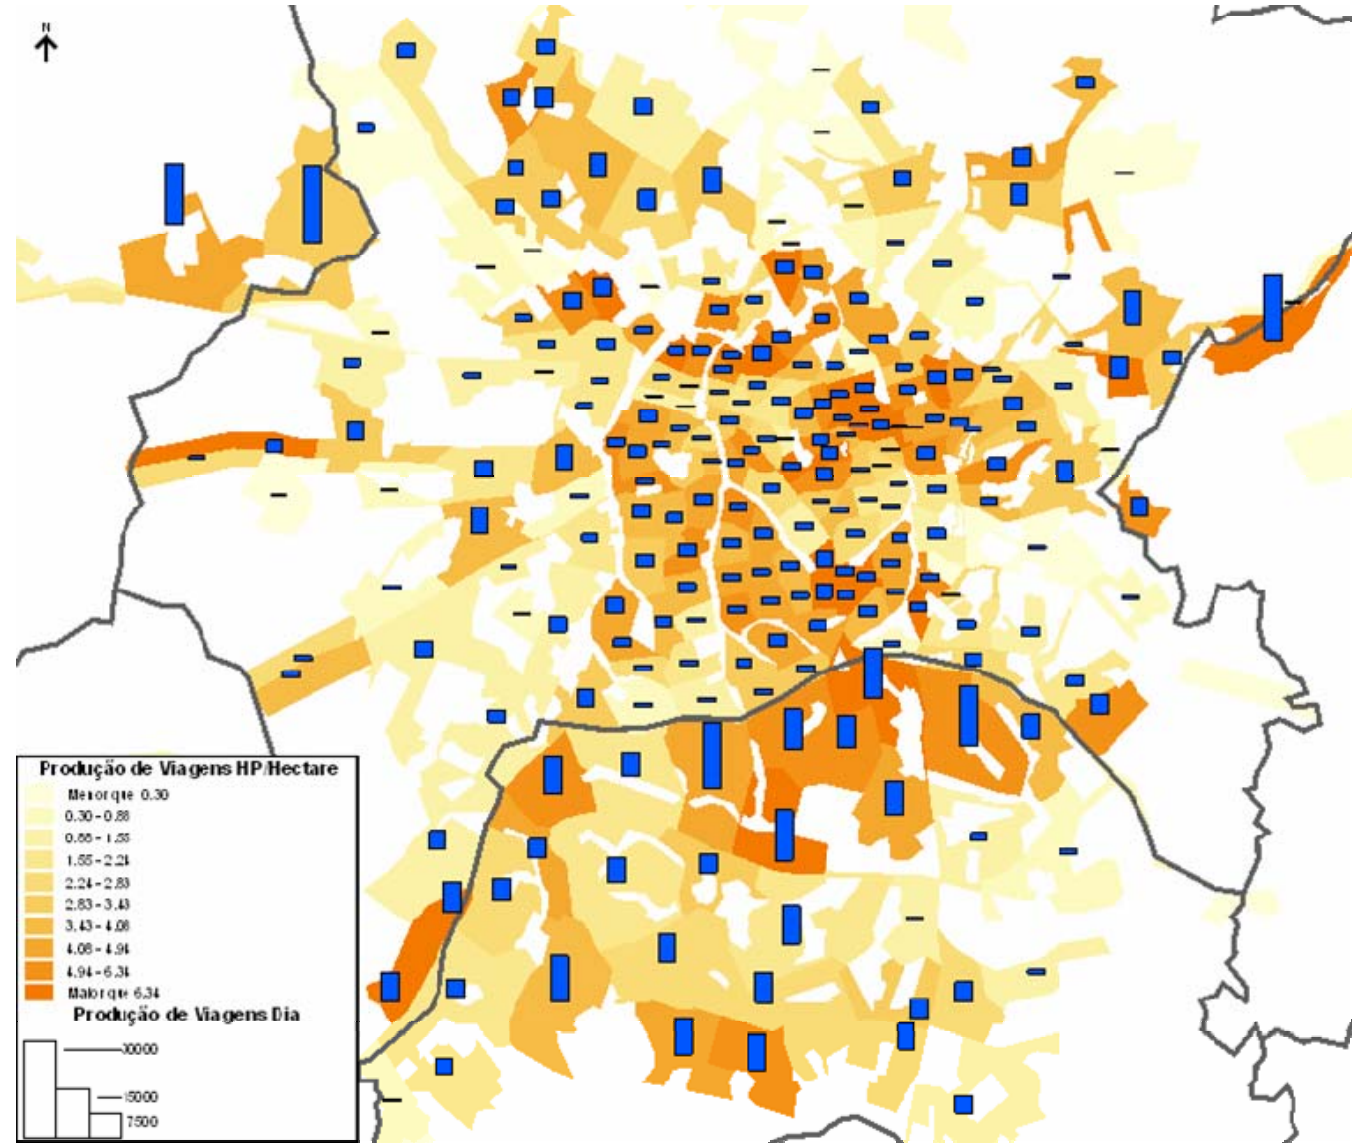 N
Produção de Viagens HP/Hectare
Menor que 0.30
0.30 - 0.88
0.88 - 1.55
1.55 - 2.24
2.24 - 2.83
2.83 - 3.43
3.43 - 4.08
4.08 - 4.94
4.94 - 6.34
Maior que 6.34
Produção de Viagens Dia
7500